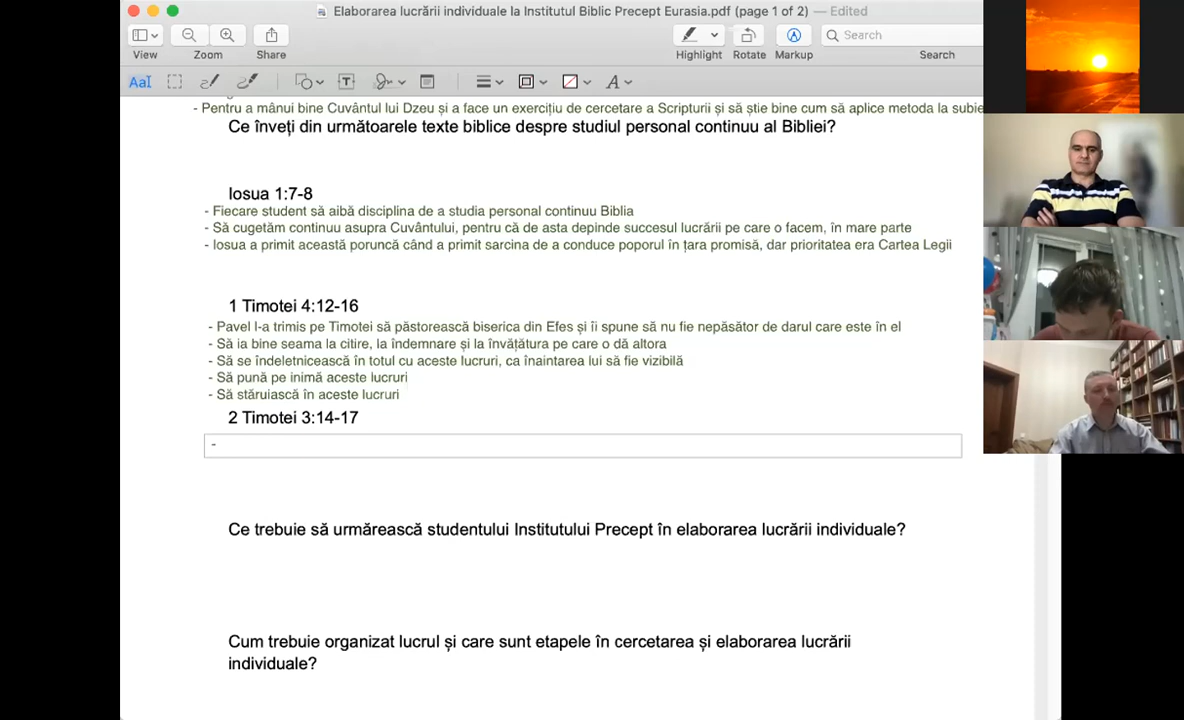 Elaborarea lucrării individuale la Institutul Biblic Precept Eurasia.pdf (page 1 of 2) — Edited
Search
View
Zoom
Share
Highlight
Rotate
Markup
Search
- Pentru a mânui bine Cuvântul lui Dzeu și a face un exercițiu de cercetare a Scripturii și să știe bine cum să aplice metoda la subie
Ce înveți din următoarele texte biblice despre studiul personal continuu al Bibliei?
Iosua 1:7-8
- Fiecare student să aibă disciplina de a studia personal continuu Biblia
- Să cugetăm continuu asupra Cuvântului, pentru că de asta depinde succesul lucrării pe care o facem, în mare parte
- Iosua a primit această poruncă când a primit sarcina de a conduce poporul în țara promisă, dar prioritatea era Cartea Legii
1 Timotei 4:12-16
- Pavel l-a trimis pe Timotei să păstorească biserica din Efes și îi spune să nu fie nepăsător de darul care este în el
- Să ia bine seama la citire, la îndemnare și la învățătura pe care o dă altora
- Să se îndeletnicească în totul cu aceste lucruri, ca înaintarea lui să fie vizibilă
- Să pună pe inimă aceste lucruri
- Să stăruiască în aceste lucruri
2 Timotei 3:14-17
-
Ce trebuie să urmărească studentului Institutului Precept în elaborarea lucrării individuale?
Cum trebuie organizat lucrul și care sunt etapele în cercetarea și elaborarea lucrării
individuale?